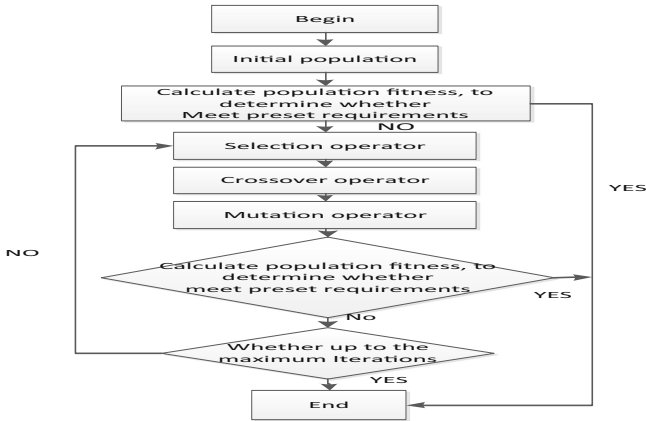 Begin
Initial population
Calculate population fitness, to
determine whether
Meet preset requirements
NO
Selection operator
Crossover operator
YES
Mutation operator
NO
Calculate population fitness, to
determine whether
meet preset requirements
YES
No
Whether up to the
maximum Iterations
YES
End